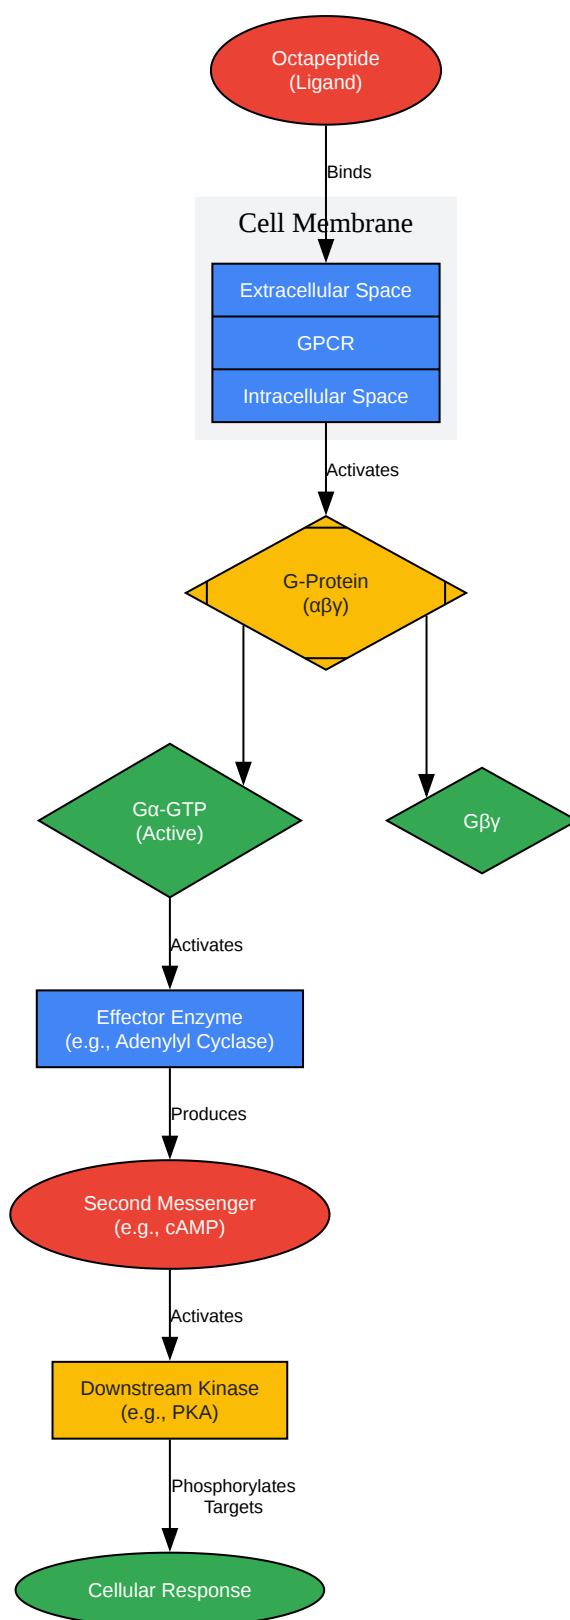 Octapeptide
(Ligand)
Binds
Cell Membrane
Extracellular Space
GPCR
Intracellular Space
Activates
G-Protein
(αβγ)
Gα-GTP
(Active)
Gβγ
Activates
Effector Enzyme
(e.g., Adenylyl Cyclase)
Produces
Second Messenger
(e.g., cAMP)
Activates
Downstream Kinase
(e.g., PKA)
Phosphorylates
Targets
Cellular Response